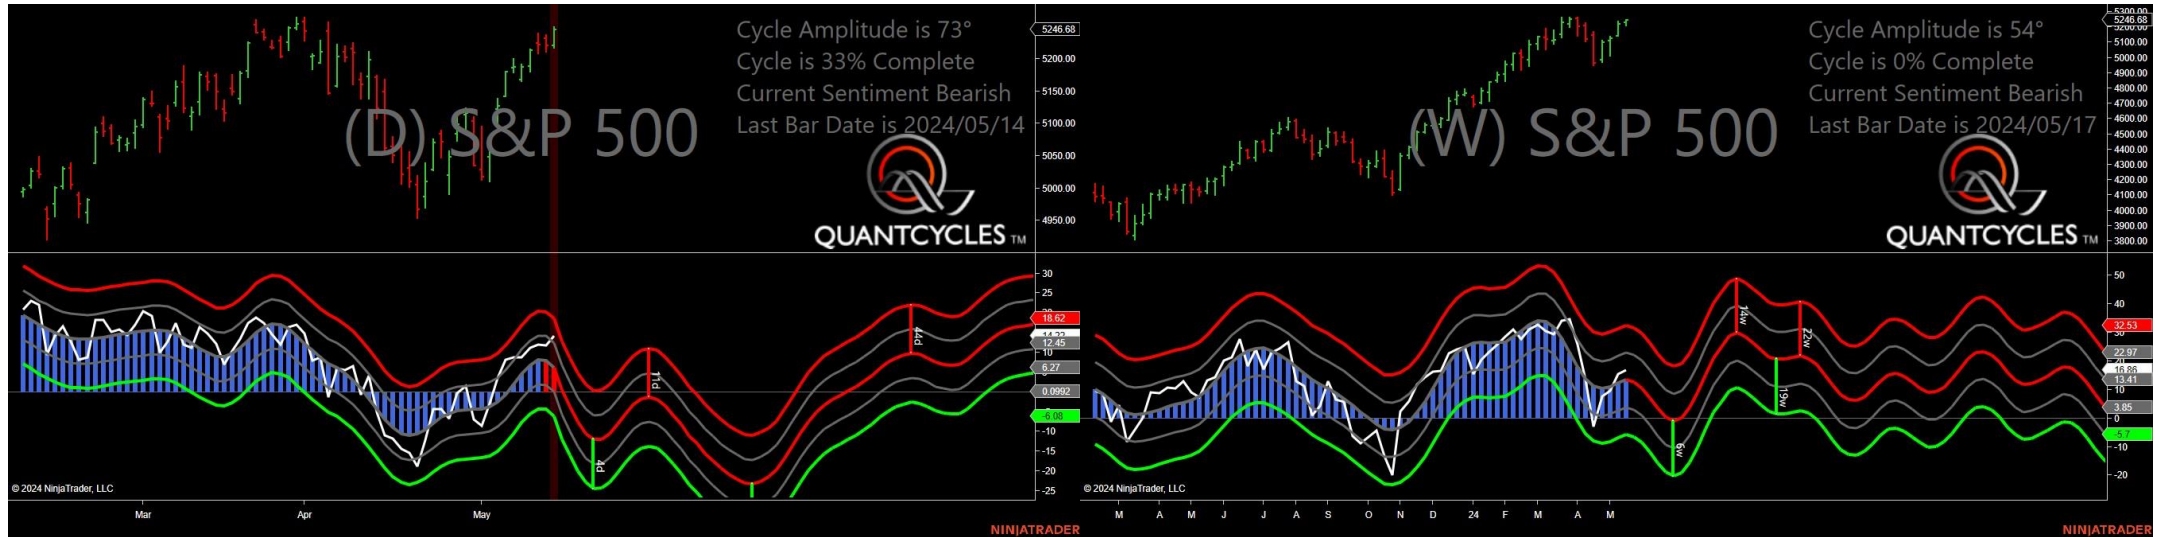 Cycle Amplitude is 73°
Cycle is 33% Complete
Current Sentiment Bearish
Last Bar Date is 2024/05/14
(D) S&P 500
QUANTCYCLES TM
5246.68
5200.00
5150.00
5100.00
5050.00
5000.00
4950.00
30
25
18.62
12.45
10
6.27
0.0992
-6.08
-10
-15
-20
-25
4d
11d
44d
© 2024 NinjaTrader, LLC
Mar Apr May
NINJATRADER
Cycle Amplitude is 54°
Cycle is 0% Complete
Current Sentiment Bearish
Last Bar Date is 2024/05/17
(W) S&P 500
QUANTCYCLES TM
5300.00
5246.68
5200.00
5100.00
5000.00
4900.00
4800.00
4700.00
4600.00
4500.00
4400.00
4300.00
4200.00
4100.00
4000.00
3900.00
3800.00
50
40
32.53
22.97
16.86
13.41
10
3.85
0
-5.7
-10
-20
6w
14w
19w
22w
© 2024 NinjaTrader, LLC
M A M J J A S O N D 24 F M A M
NINJATRADER